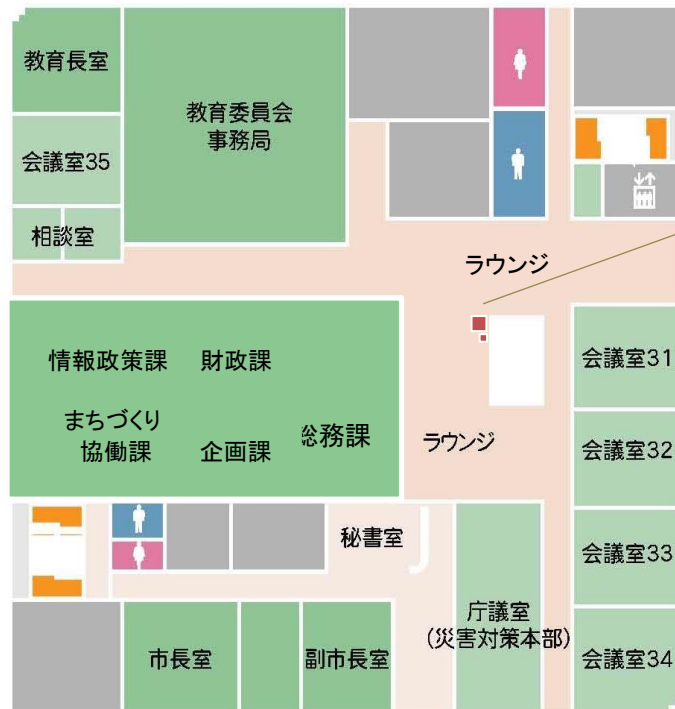 教育長室
教育委員会
事務局
会議室35
相談室
ラウンジ
情報政策課
財政課
まちづくり
協働課
企画課
総務課
ラウンジ
会議室31
会議室32
会議室33
会議室34
秘書室
庁議室
(災害対策本部)
市長室
副市長室